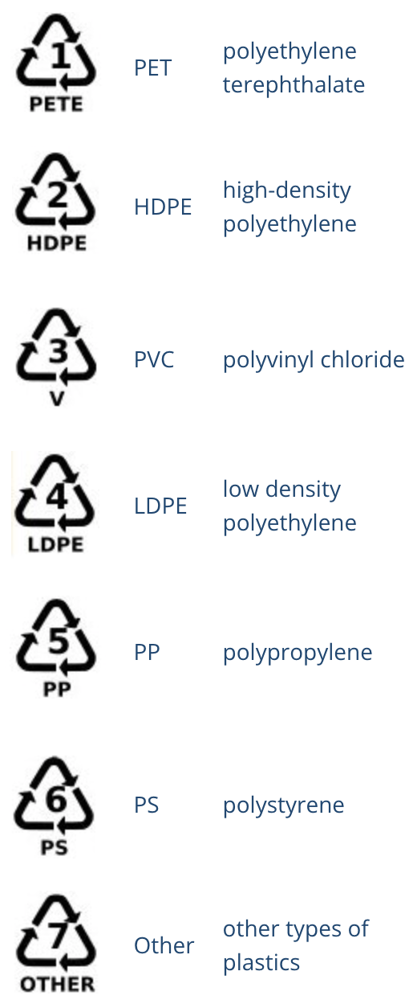 1
PETE
PET
polyethylene
terephthalate
2
HDPE
HDPE
high-density
polyethylene
3
V
PVC
polyvinyl chloride
4
LDPE
LDPE
low density
polyethylene
5
PP
PP
polypropylene
6
PS
PS
polystyrene
7
OTHER
Other
other types of
plastics